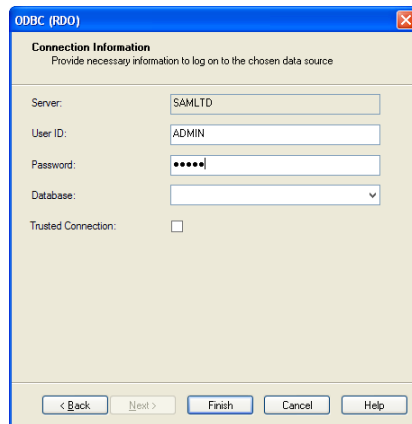 ODBC (RDO)
Connection Information
Provide necessary information to log on to the chosen data source
Server: SAMLTD
User ID: ADMIN
Password: •••••
Database:
Trusted Connection:
< Back Next > Finish Cancel Help